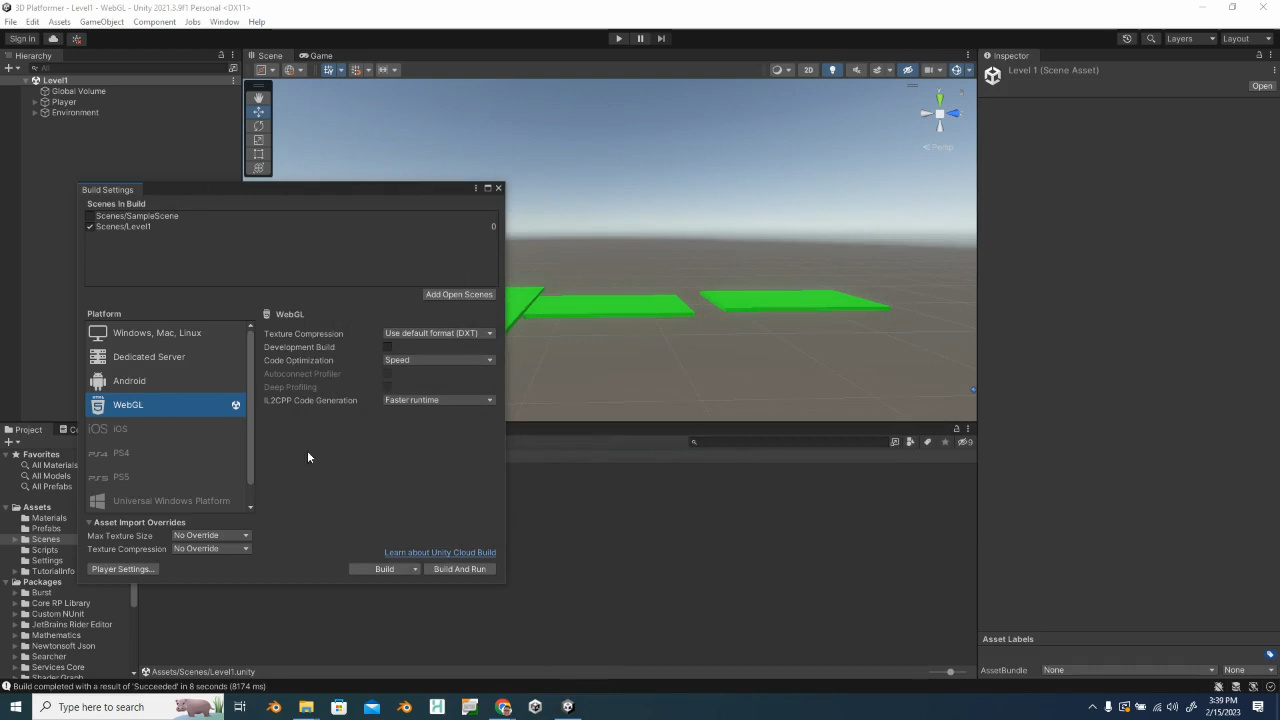 3D Platformer - Level1 - WebGL - Unity 2021.3.9f1 Personal <DX11>
File Edit Assets GameObject Component Jobs Window Help
Sign in
Layers
Layout
Hierarchy
Scene
Game
Inspector
All
2D
Level1
Global Volume
Player
Environment
Level 1 (Scene Asset)
Open
Persp
Build Settings
Scenes In Build
Scenes/SampleScene
Scenes/Level1 0
Add Open Scenes
Platform
Windows, Mac, Linux
Dedicated Server
Android
WebGL
iOS iOS
PS4 PS4
PS5 PS5
Universal Windows Platform
WebGL
Texture Compression Use default format (DXT)
Development Build
Code Optimization Speed
Autoconnect Profiler
Deep Profiling
IL2CPP Code Generation Faster runtime
Asset Import Overrides
Max Texture Size No Override
Texture Compression No Override
Learn about Unity Cloud Build
Player Settings...
Build
Build And Run
Project
Co
9
Favorites
All Materials
All Models
All Prefabs
Assets
Materials
Prefabs
Scenes
Scripts
Settings
TutorialInfo
Packages
Burst
Core RP Library
Custom NUnit
JetBrains Rider Editor
Mathematics
Newtonsoft Json
Searcher
Services Core
Shader Graph
Assets/Scenes/Level1.unity
Asset Labels
AssetBundle None None
Build completed with a result of 'Succeeded' in 8 seconds (8174 ms)
Type here to search
3:39 PM
2/15/2023